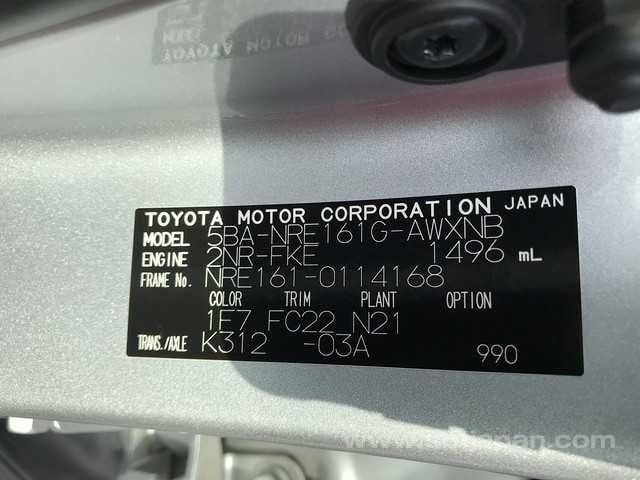 TOYOTA MOTOR CORPORATION JAPAN
MODEL 5BA-NRE161G-AWXNB
ENGINE 2NR-FKE 1496 mL
FRAME No. NRE161-0114168
COLOR TRIM PLANT OPTION
1F7 FC22 N21
TRANS./AXLE K312 -03A 990